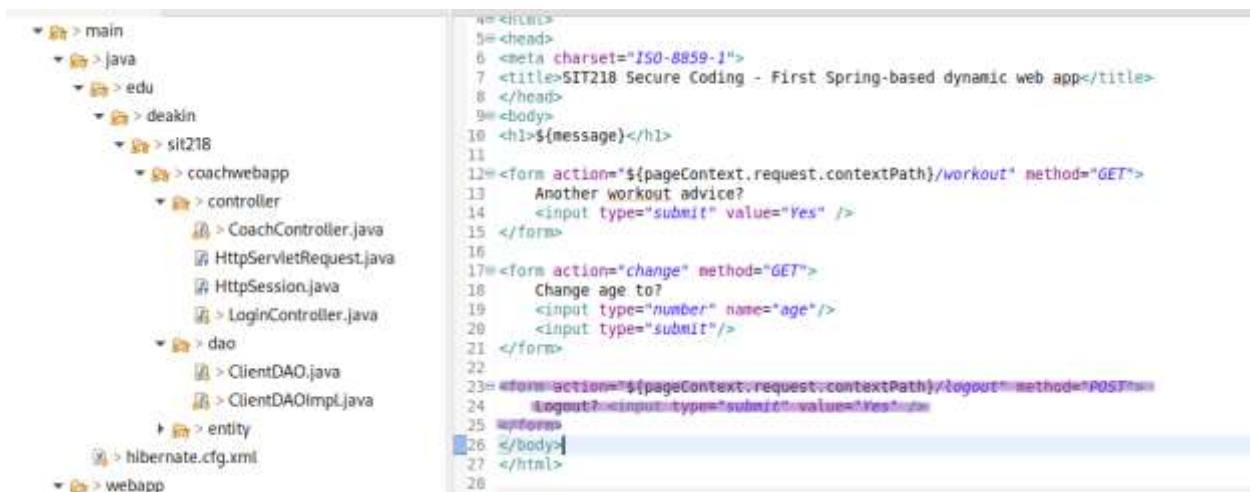 > main
> java
> edu
> deakin
> sit218
> coachwebapp
> controller
> CoachController.java
HttpServletRequest.java
HttpSession.java
> LoginController.java
> dao
> ClientDAO.java
> ClientDAOImpl.java
> entity
> hibernate.cfg.xml
> webapp
4 <html>
5 <head>
6 <meta charset="ISO-8859-1">
7 <title>SIT218 Secure Coding - First Spring-based dynamic web app</title>
8 </head>
9 <body>
10 <h1>${message}</h1>
11
12 <form action="${pageContext.request.contextPath}/workout" method="GET">
13 Another workout advice?
14 <input type="submit" value="Yes" />
15 </form>
16
17 <form action="change" method="GET">
18 Change age to?
19 <input type="number" name="age"/>
20 <input type="submit"/>
21 </form>
22
23 <form action="${pageContext.request.contextPath}/logout" method="POST">
24 Logout? <input type="submit" value="Yes" />
25 </form>
26 </body>
27 </html>
28